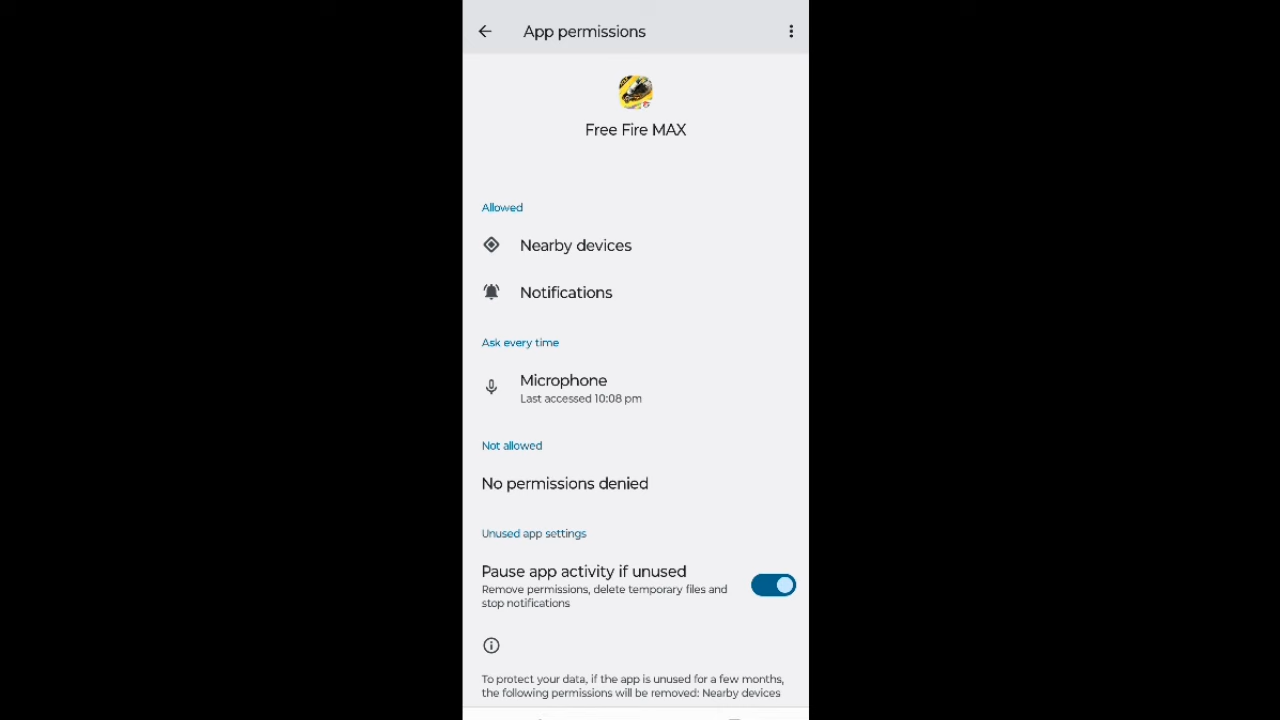 App permissions
Free Fire MAX
Allowed
Nearby devices
Notifications
Ask every time
Microphone
Last accessed 10:08 pm
Not allowed
No permissions denied
Unused app settings
Pause app activity if unused
Remove permissions, delete temporary files and
stop notifications
To protect your data, if the app is unused for a few months,
the following permissions will be removed: Nearby devices